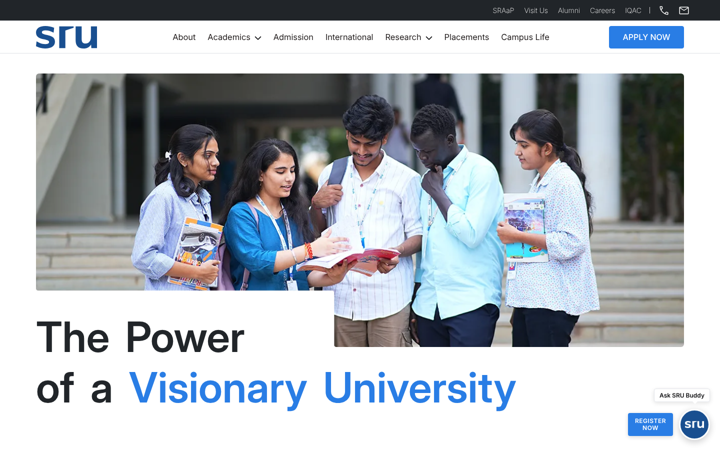 SRAaP Visit Us Alumni Careers IQAC |
sru About Academics Admission International Research Placements Campus Life APPLY NOW
The Power
of a Visionary University
Ask SRU Buddy
REGISTER
NOW
sru